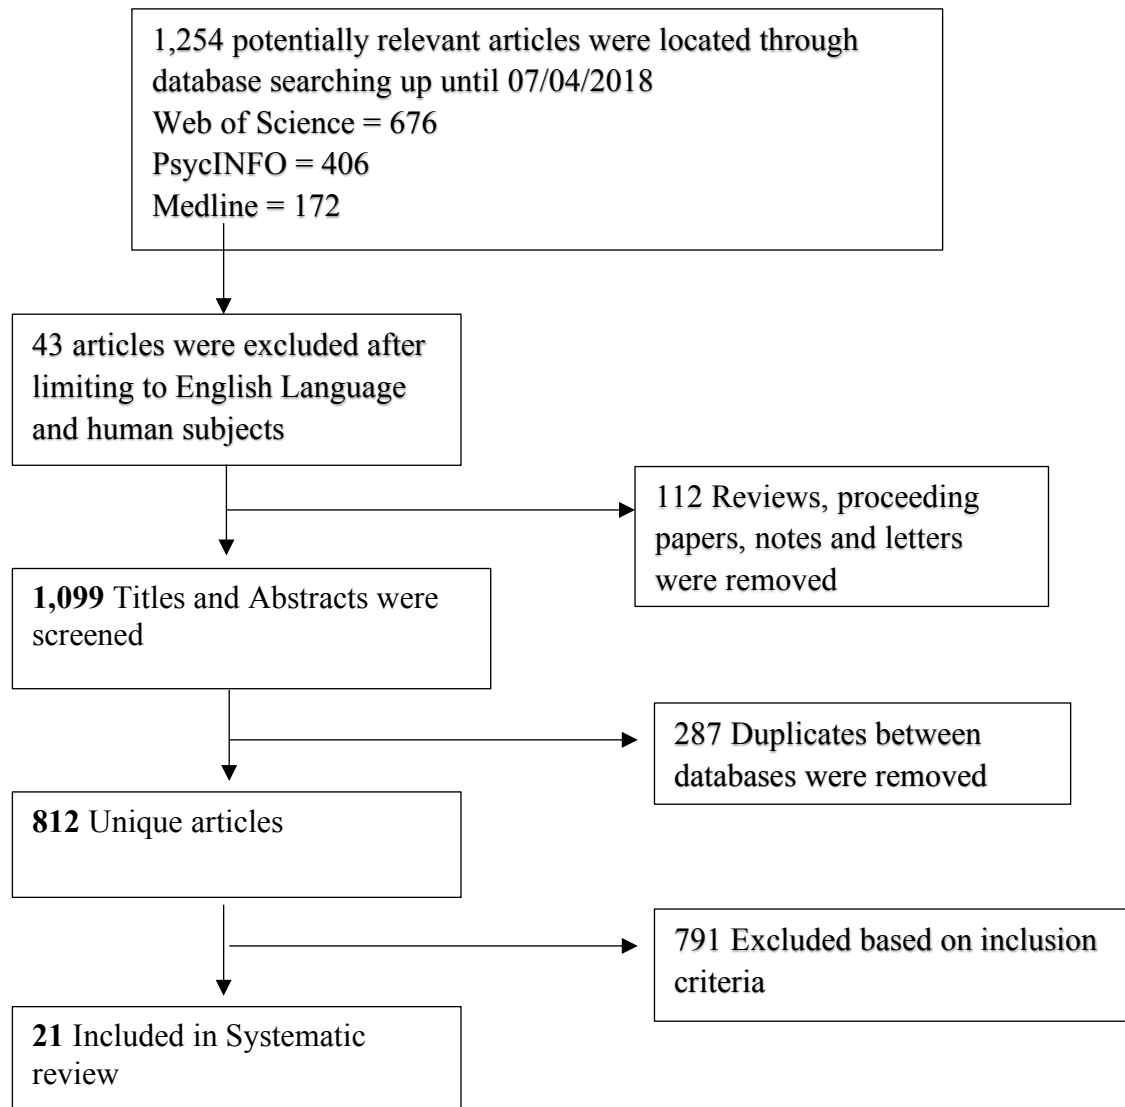 1,254 potentially relevant articles were located through
database searching up until 07/04/2018
Web of Science = 676
PsycINFO = 406
Medline = 172
43 articles were excluded after
limiting to English Language
and human subjects
112 Reviews, proceeding
papers, notes and letters
were removed
1,099 Titles and Abstracts were
screened
287 Duplicates between
databases were removed
812 Unique articles
791 Excluded based on inclusion
criteria
21 Included in Systematic
review